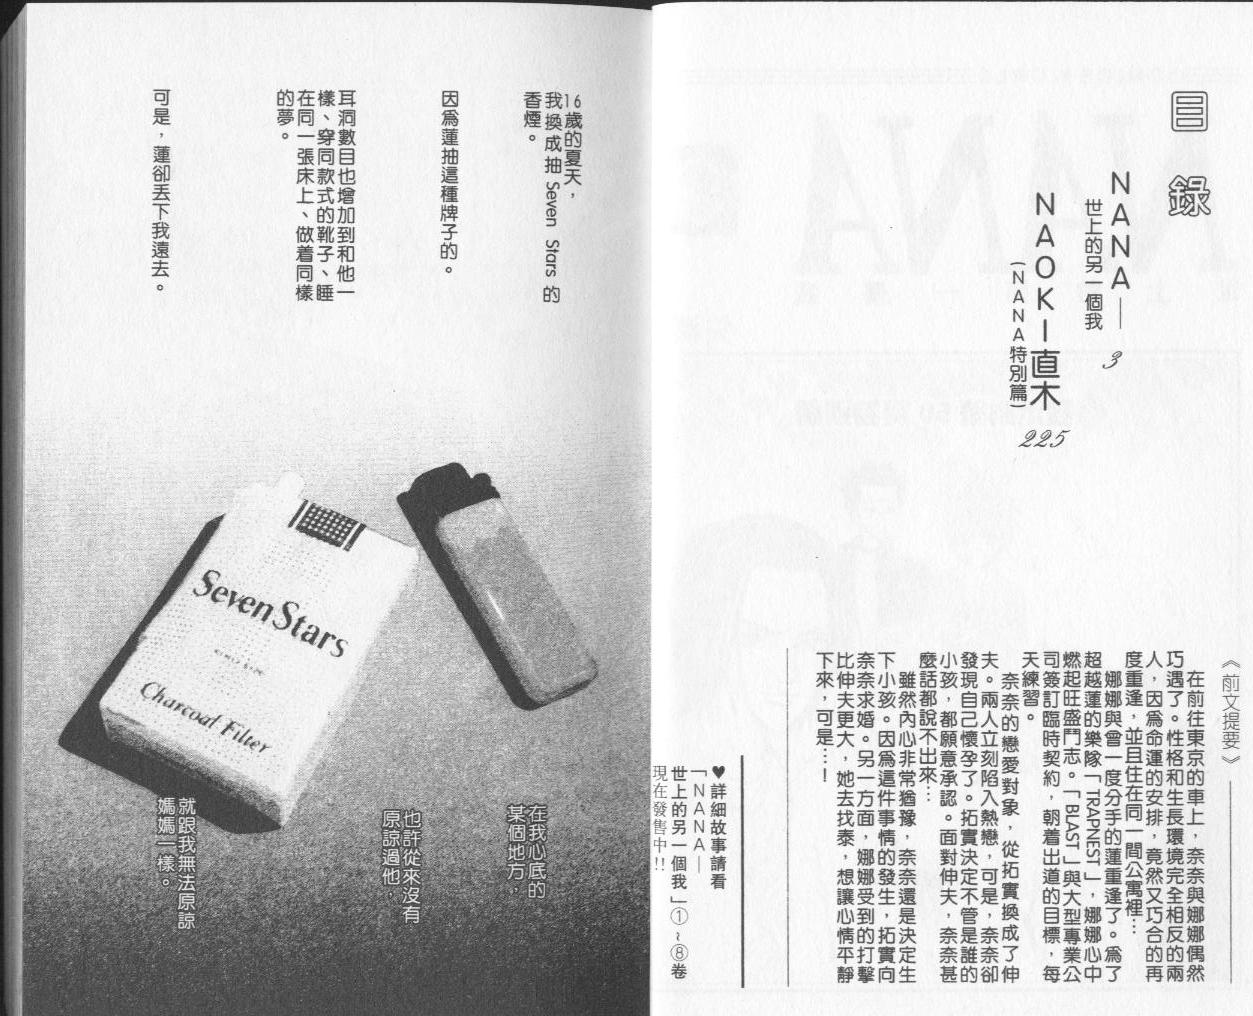 目錄
NANA——
世上的另一個我
3
NAOKI直木
(NANA特別篇)
225
《前文提要》
在前往東京的車上，奈奈與娜娜偶然
巧遇了。性格和生長環境完全相反的兩
人，因為命運的安排，竟然又巧合的再
度重逢，並且住在同一間公寓裡…
娜娜與曾一度分手的蓮重逢了。為了
超越蓮的樂隊「TRAPNEST」，娜娜心中
燃起旺盛鬥志。「BLAST」與大型專業公
司簽訂臨時契約，朝着出道的目標，每
天練習。
奈奈的戀愛對象，從拓實換成了伸
夫。兩人立刻陷入熱戀，可是，奈奈卻
發現自己懷孕了。拓實決定不管是誰的
小孩，都願意承認。面對伸夫，奈奈甚
麼話都說不出來…
雖然內心非常猶豫，奈奈還是決定生
下小孩。因為這件事情的發生，拓實向
奈奈求婚。另一方面，娜娜受到的打擊
比伸夫更大，她去找泰，想讓心情平靜
下來，可是…！
♥詳細故事請看
「NANA—
世上的另一個我」①~⑧卷
現在發售中!!
16歲的夏天，
我換成抽Seven Stars的
香煙。
因為蓮抽這種牌子的。
耳洞數目也增加到和他一
樣、穿同款式的靴子、睡
在同一張床上、做着同樣
的夢。
可是，蓮卻丟下我遠去。
Seven Stars
Charcoal Filter
在我心底的
某個地方，
也許從來沒有
原諒過他，
就跟我無法原諒
媽媽一樣。